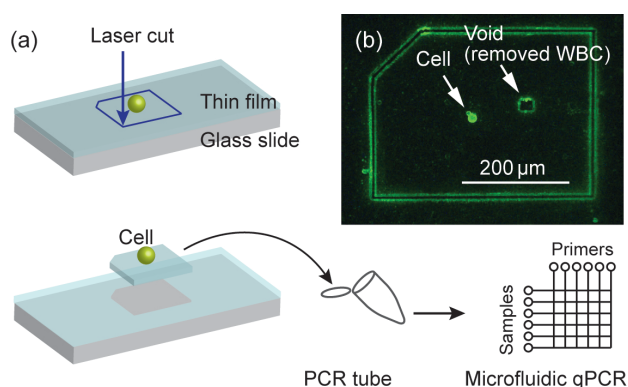 (a)
Laser cut
Thin film
Glass slide
(b)
Void
(removed WBC)
Cell
200 μm
Cell
Primers
Samples
PCR tube
Microfluidic qPCR